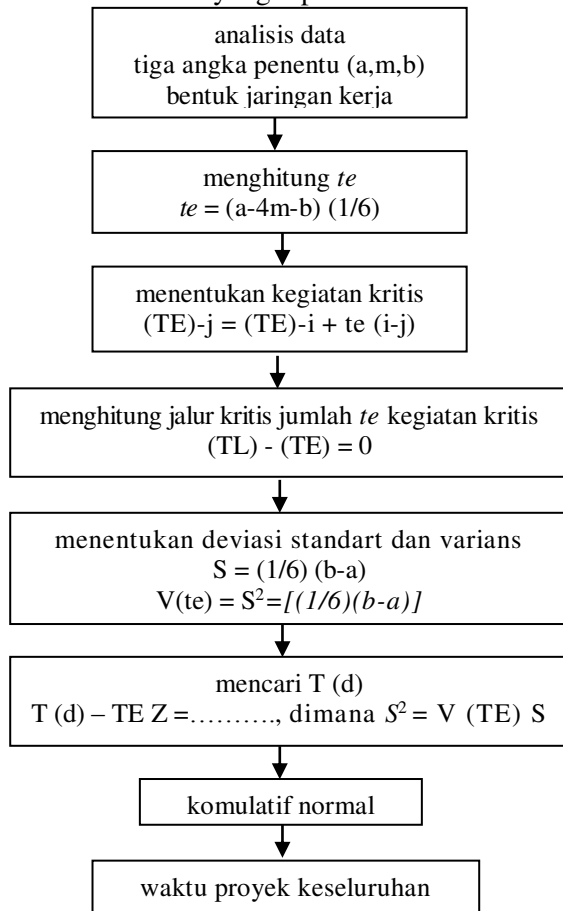 analisis data
tiga angka penentu (a,m,b)
bentuk jaringan kerja
menghitung te
te = (a-4m-b) (1/6)
menentukan kegiatan kritis
(TE)-j = (TE)-i + te (i-j)
menghitung jalur kritis jumlah te kegiatan kritis
(TL) - (TE) = 0
menentukan deviasi standart dan varians
S = (1/6) (b-a)
V(te) = S²=[(1/6)(b-a)]
mencari T (d)
T (d) – TE Z =………., dimana S² = V (TE) S
komulatif normal
waktu proyek keseluruhan